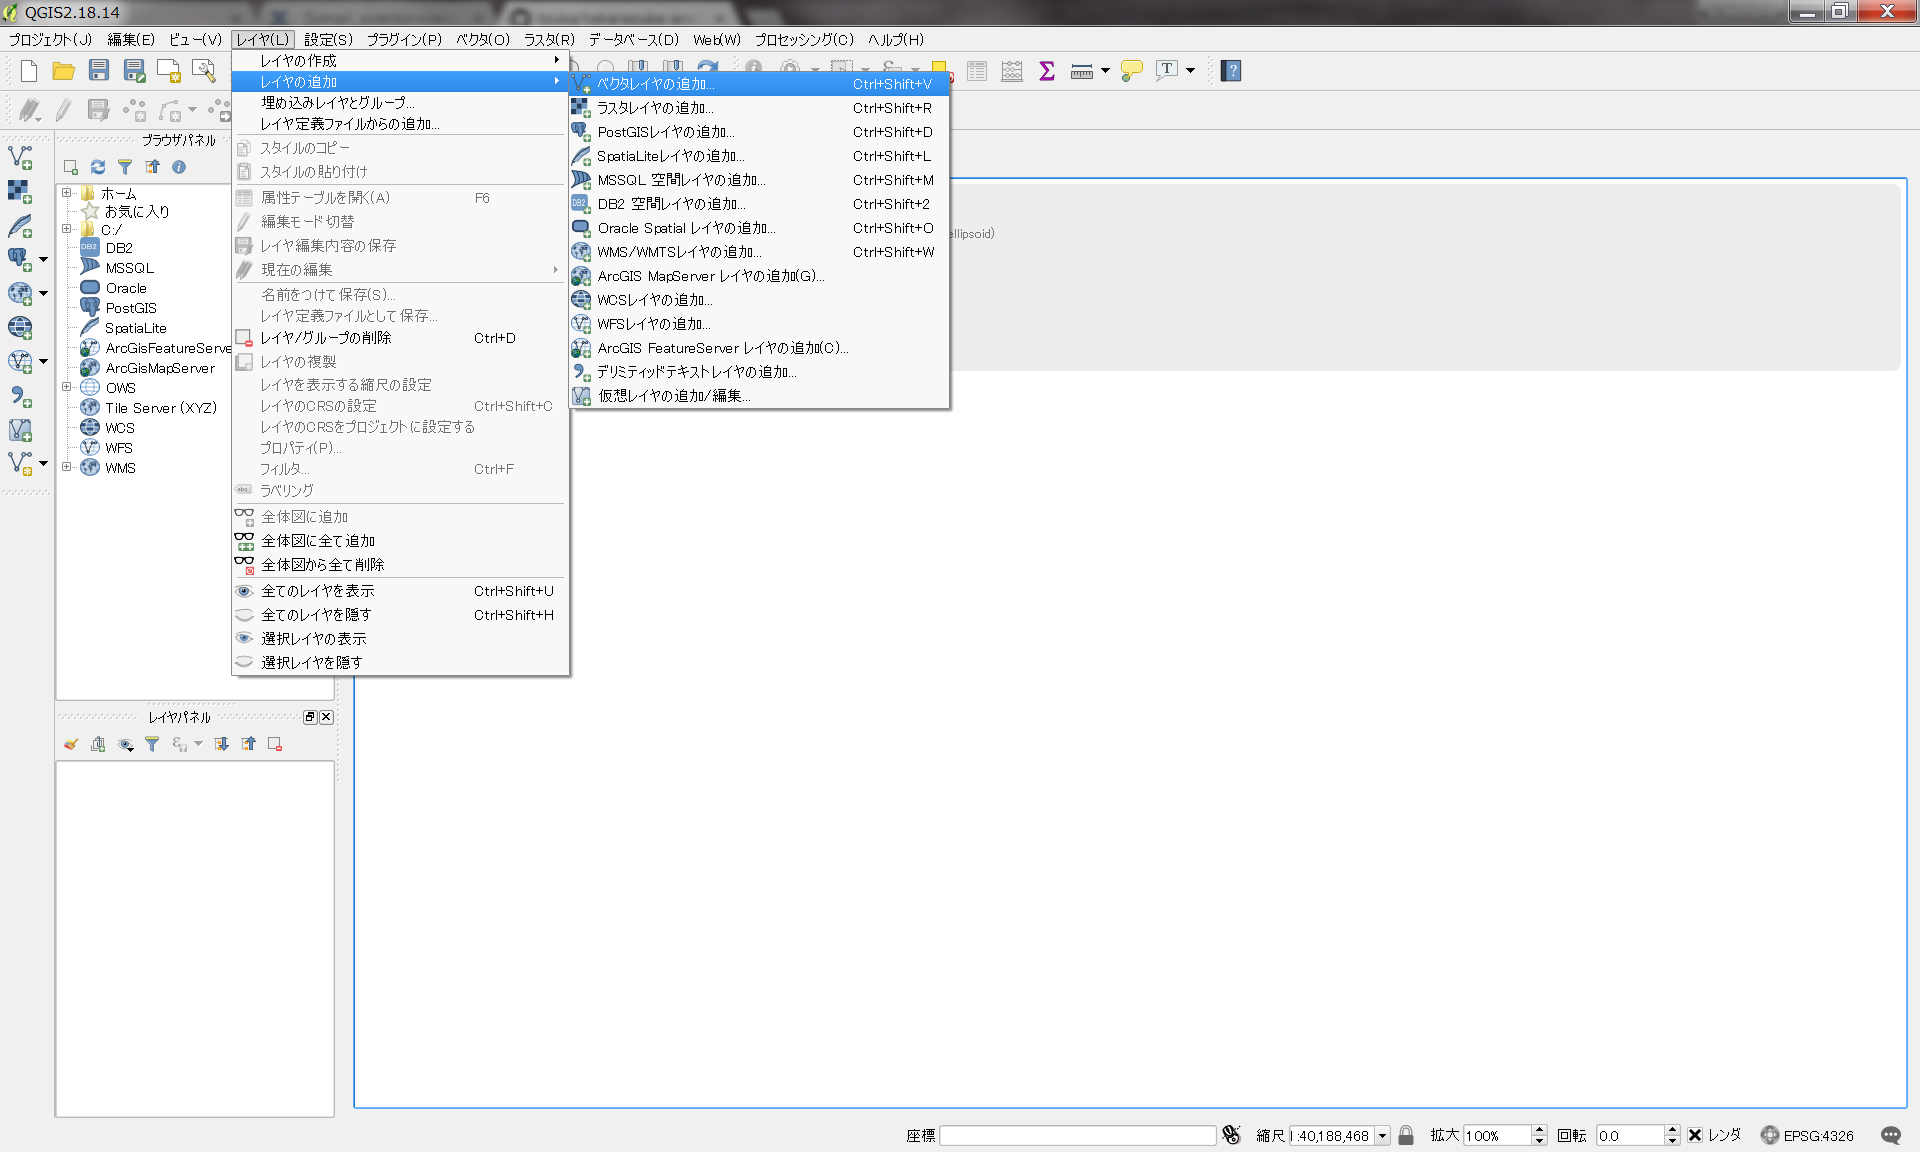 QGIS2.18.14
プロジェクト(J) 編集(E) ビュー(V) レイヤ(L) 設定(S) プラグイン(P) ベクタ(O) ラスタ(R) データベース(D) Web(W) プロセッシング(C) ヘルプ(H)
レイヤの作成
レイヤの追加
埋め込みレイヤとグループ...
レイヤ定義ファイルからの追加...
スタイルのコピー
スタイルの貼り付け
属性テーブルを開く(A) F6
編集モード切替
レイヤ編集内容の保存
現在の編集
名前をつけて保存(S)...
レイヤ定義ファイルとして保存...
レイヤ/グループの削除 Ctrl+D
レイヤの複製
レイヤを表示する縮尺の設定
レイヤのCRSの設定 Ctrl+Shift+C
レイヤのCRSをプロジェクトに設定する
プロパティ(P)...
フィルタ... Ctrl+F
ラベリング
全体図に追加
全体図に全て追加
全体図から全て削除
全てのレイヤを表示 Ctrl+Shift+U
全てのレイヤを隠す Ctrl+Shift+H
選択レイヤの表示
選択レイヤを隠す
ベクタレイヤの追加... Ctrl+Shift+V
ラスタレイヤの追加... Ctrl+Shift+R
PostGISレイヤの追加... Ctrl+Shift+D
SpatiaLiteレイヤの追加... Ctrl+Shift+L
MSSQL 空間レイヤの追加... Ctrl+Shift+M
DB2 空間レイヤの追加... Ctrl+Shift+2
Oracle Spatial レイヤの追加... Ctrl+Shift+O
WMS/WMTSレイヤの追加... Ctrl+Shift+W
ArcGIS MapServer レイヤの追加(G)...
WCSレイヤの追加...
WFSレイヤの追加...
ArcGIS FeatureServer レイヤの追加(C)...
デリミティッドテキストレイヤの追加...
仮想レイヤの追加/編集...
ellipsoid)
ブラウザパネル
ホーム
お気に入り
C:/
DB2
MSSQL
Oracle
PostGIS
SpatiaLite
ArcGisFeatureServe
ArcGisMapServer
OWS
Tile Server (XYZ)
WCS
WFS
WMS
レイヤパネル
座標 縮尺 1:40,188,468 拡大 100% 回転 0.0 レンダ EPSG:4326